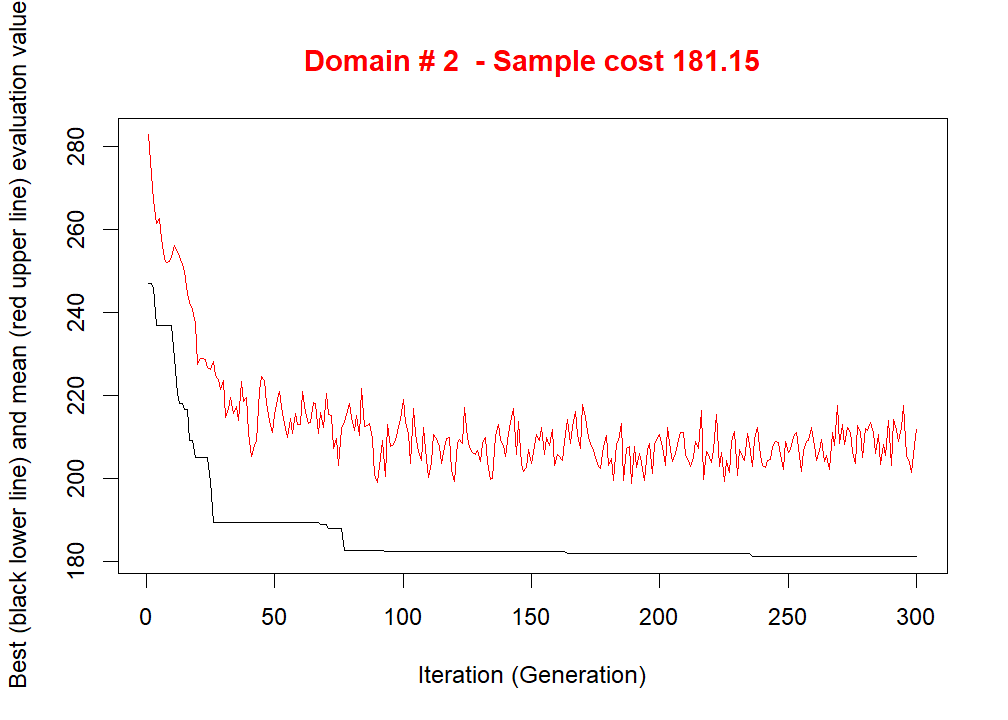 Domain # 2  - Sample cost 181.15
Best (black lower line) and mean (red upper line) evaluation value
280
260
240
220
200
180
0 50 100 150 200 250 300
Iteration (Generation)